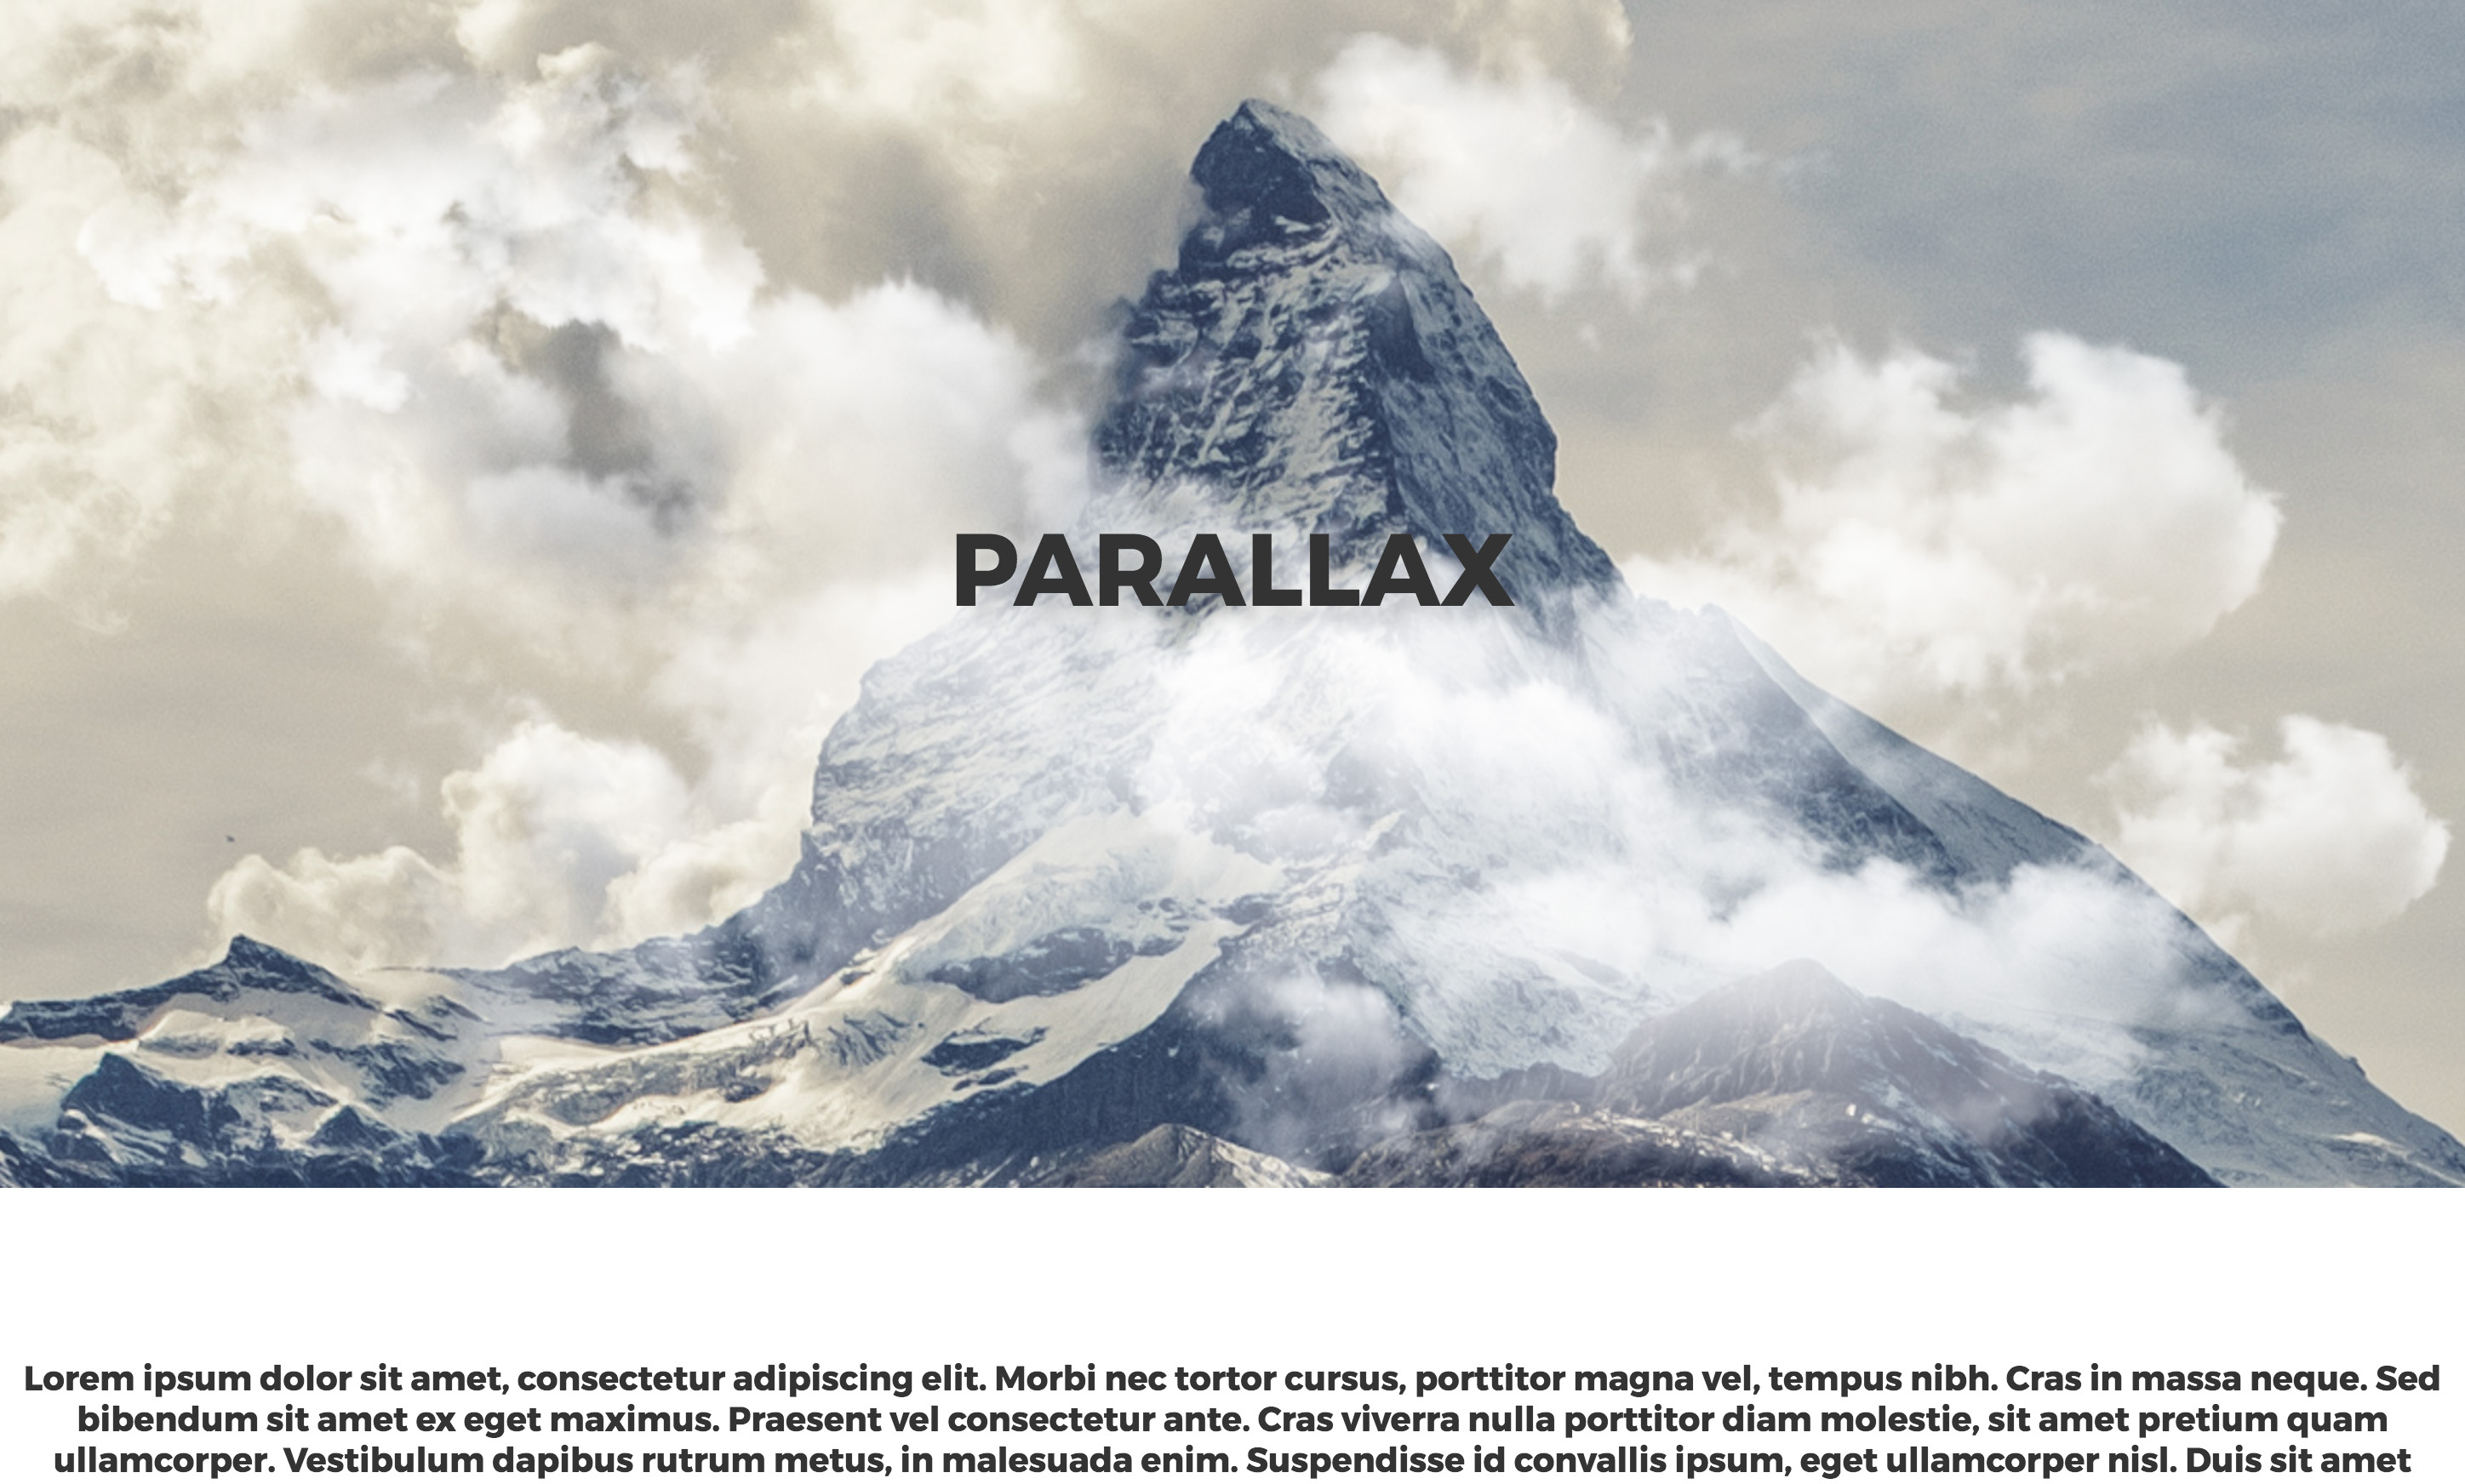 PARALLAX
Lorem ipsum dolor sit amet, consectetur adipiscing elit. Morbi nec tortor cursus, porttitor magna vel, tempus nibh. Cras in massa neque. Sed
bibendum sit amet ex eget maximus. Praesent vel consectetur ante. Cras viverra nulla porttitor diam molestie, sit amet pretium quam
ullamcorper. Vestibulum dapibus rutrum metus, in malesuada enim. Suspendisse id convallis ipsum, eget ullamcorper nisl. Duis sit amet